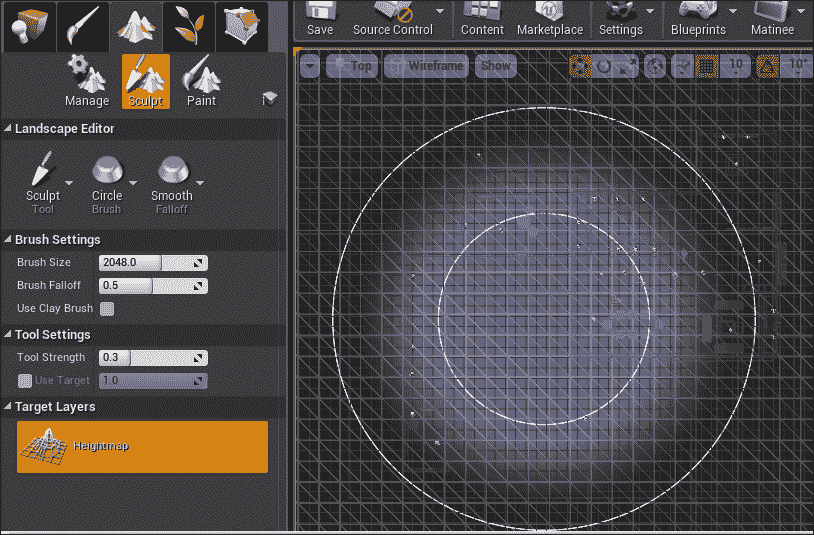 Save Source Control Content Marketplace Settings Blueprints Matinee
Top Wireframe Show 10 10°
Manage Sculpt Paint
Landscape Editor
Sculpt Circle Smooth
Tool Brush Falloff
Brush Settings
Brush Size 2048.0
Brush Falloff 0.5
Use Clay Brush
Tool Settings
Tool Strength 0.3
Use Target 1.0
Target Layers
Heightmap